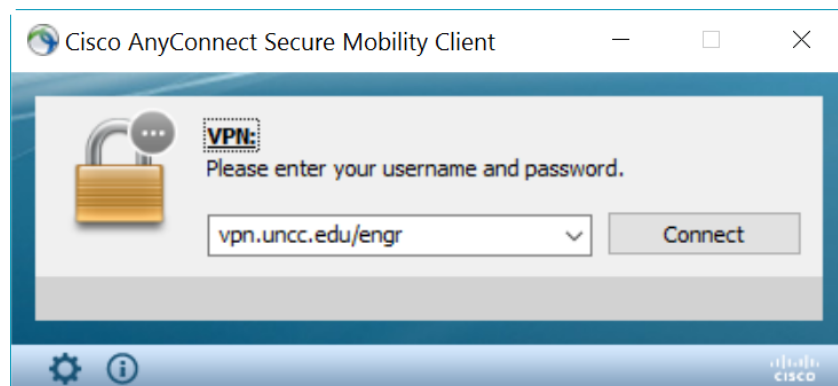 Cisco AnyConnect Secure Mobility Client
VPN:
Please enter your username and password.
vpn.uncc.edu/engr
Connect
CISCO